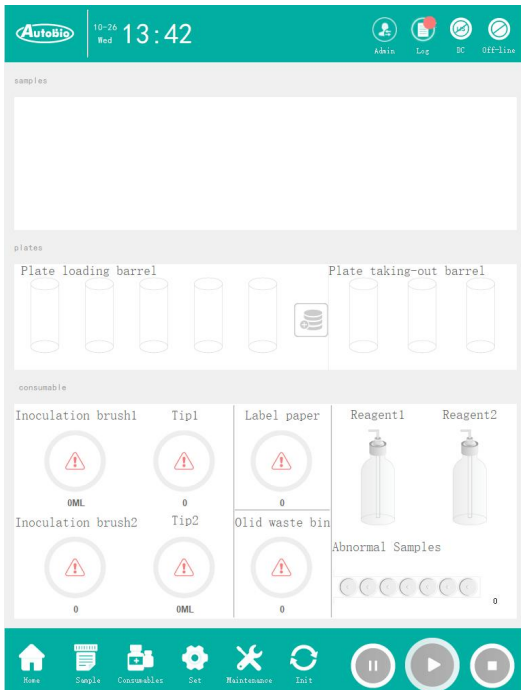 Autobio
10-26
Wed
13:42
Admin
Log
DC
Off-line
samples
plates
Plate loading barrel
Plate taking-out barrel
consumable
Inoculation brush1
Tip1
Label paper
Reagent1
Reagent2
0ML
0
0
Inoculation brush2
Tip2
Olid waste bin
Abnormal Samples
0
0ML
0
0
Home
Sample
Consumables
Set
Maintenance
Init